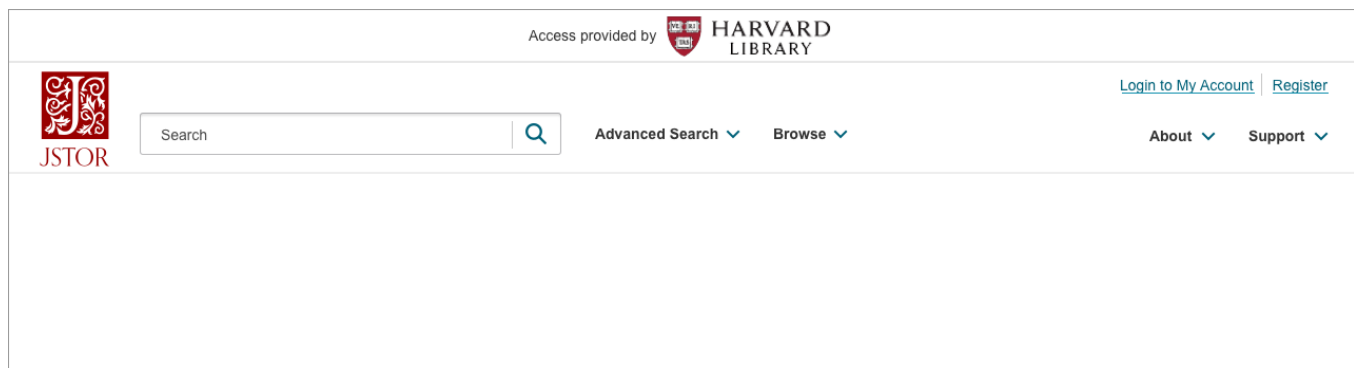 Access provided by
HARVARD
LIBRARY
Login to My Account
Register
JSTOR
Search
Advanced Search
Browse
About
Support